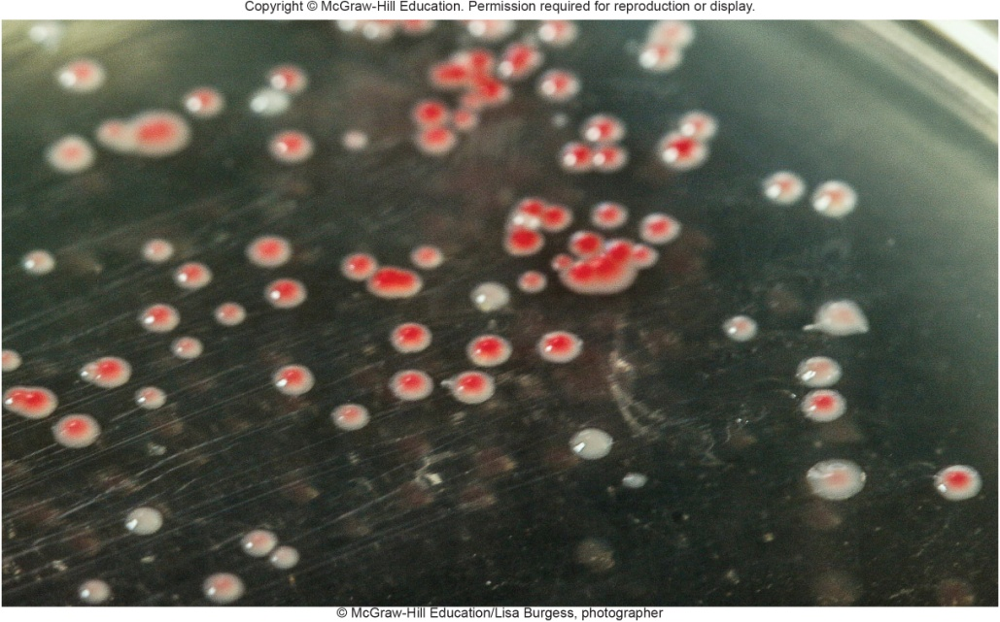 Copyright © McGraw-Hill Education. Permission required for reproduction or display.
© McGraw-Hill Education/Lisa Burgess, photographer